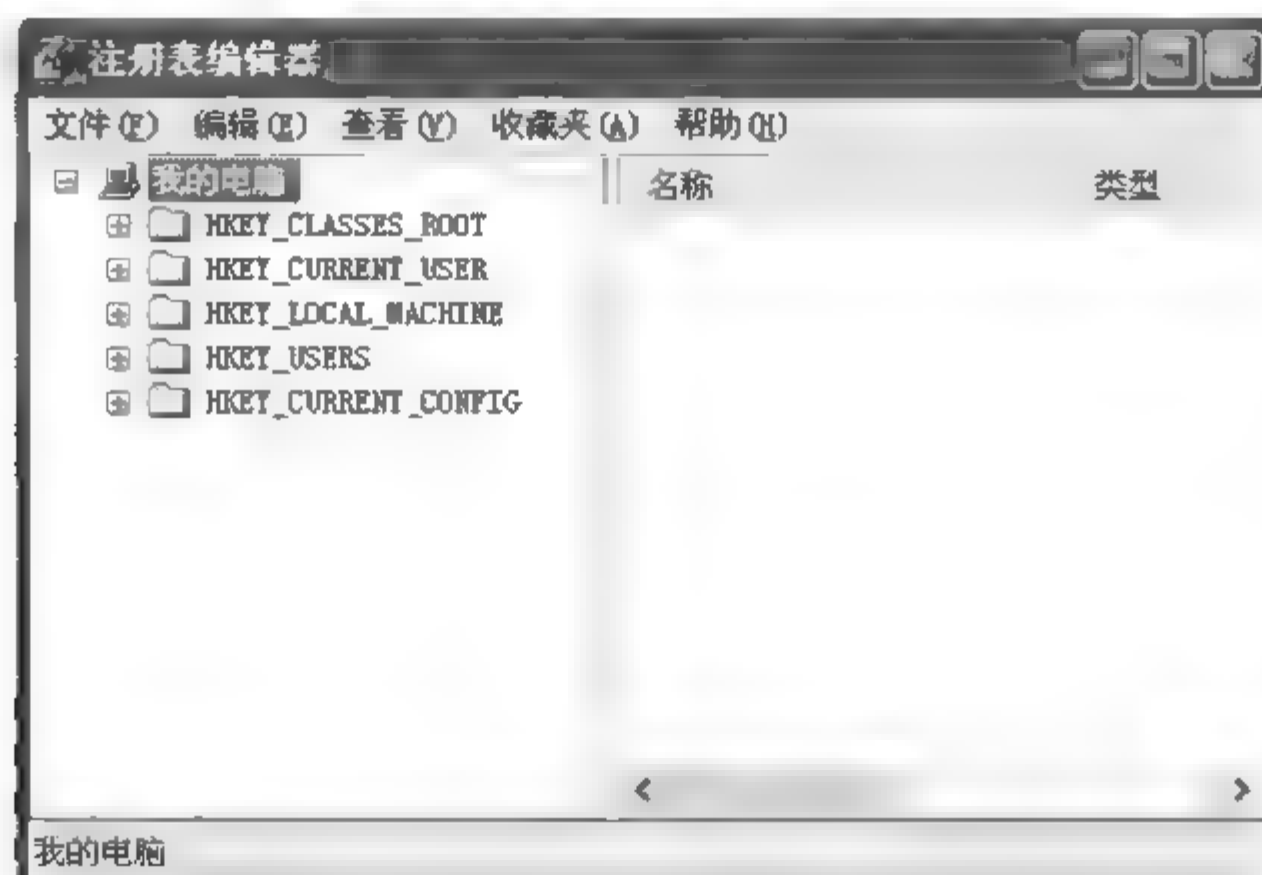 注册表编辑器
文件(F) 编辑(E) 查看(V) 收藏夹(A) 帮助(H)
我的电脑
名称 类型
HKEY_CLASSES_ROOT
HKEY_CURRENT_USER
HKEY_LOCAL_MACHINE
HKEY_USERS
HKEY_CURRENT_CONFIG
我的电脑